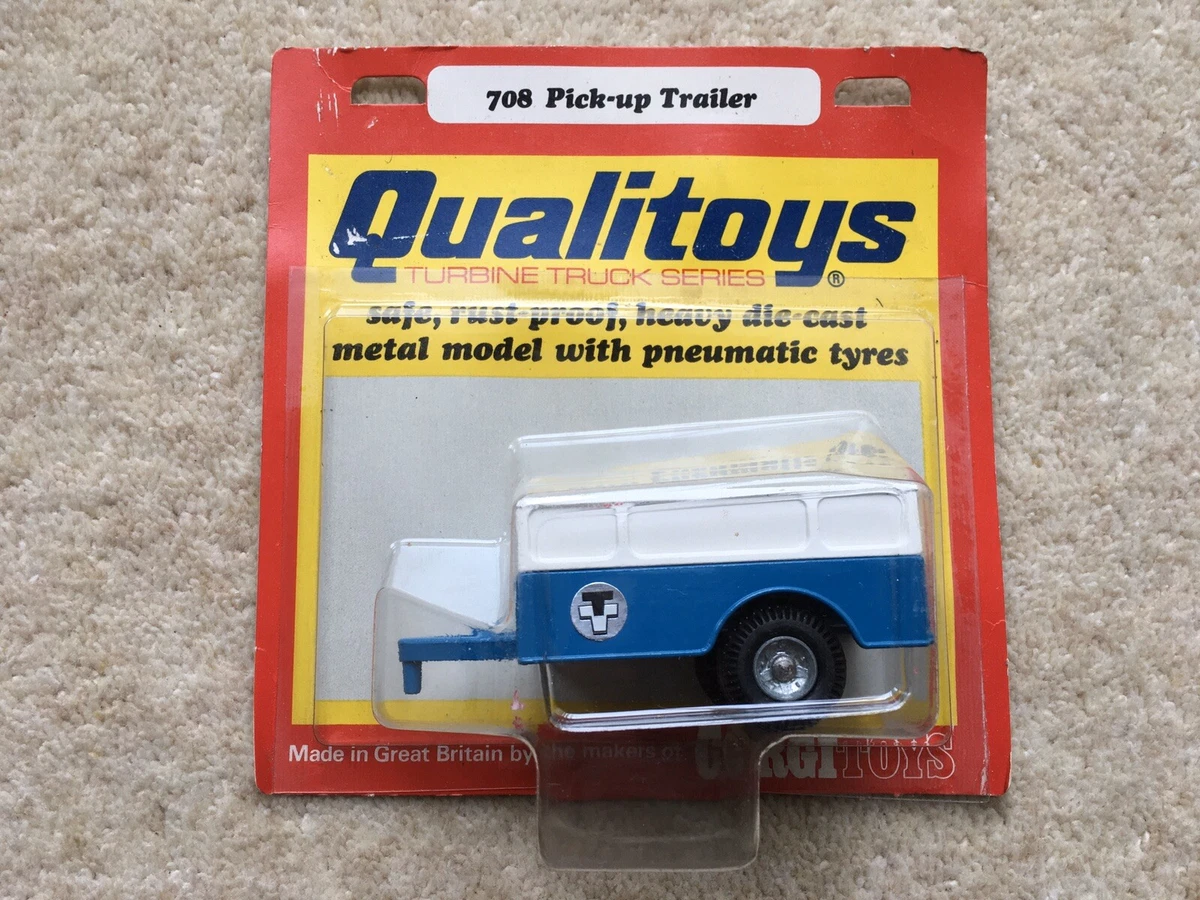 708 Pick-up Trailer
Qualitoys
TURBINE TRUCK SERIES ®
safe, rust-proof, heavy die-cast
metal model with pneumatic tyres
T
Made in Great Britain by the makers of CORGI TOYS